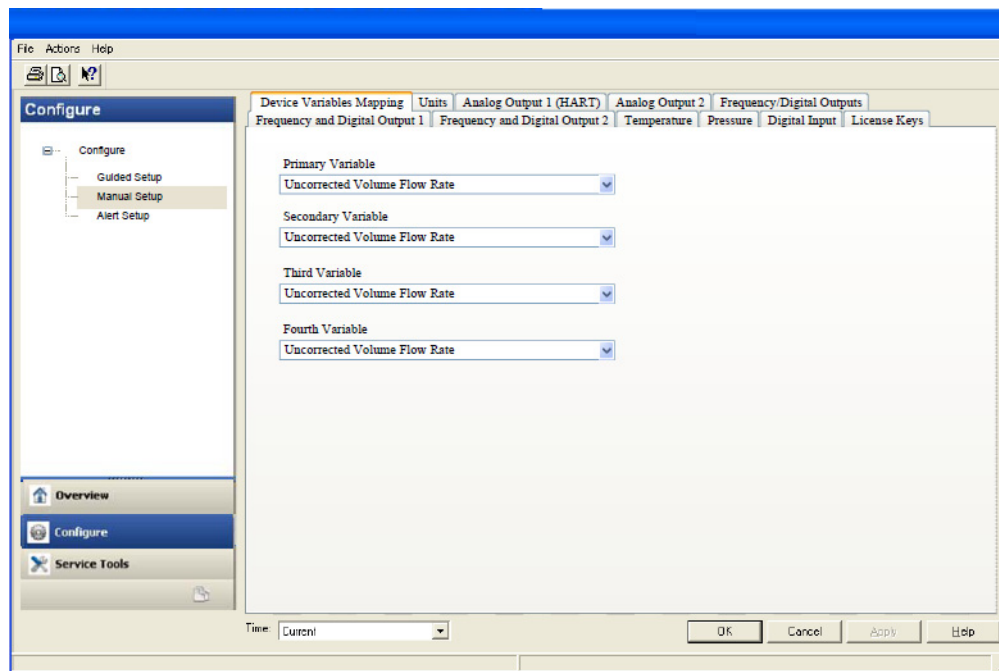 File Actions Help
Configure
Configure
Guided Setup
Manual Setup
Alert Setup
Overview
Configure
Service Tools
Device Variables Mapping Units Analog Output 1 (HART) Analog Output 2 Frequency/Digital Outputs
Frequency and Digital Output 1 Frequency and Digital Output 2 Temperature Pressure Digital Input License Keys
Primary Variable
Uncorrected Volume Flow Rate
Secondary Variable
Uncorrected Volume Flow Rate
Third Variable
Uncorrected Volume Flow Rate
Fourth Variable
Uncorrected Volume Flow Rate
Time: Current
OK Cancel Apply Help